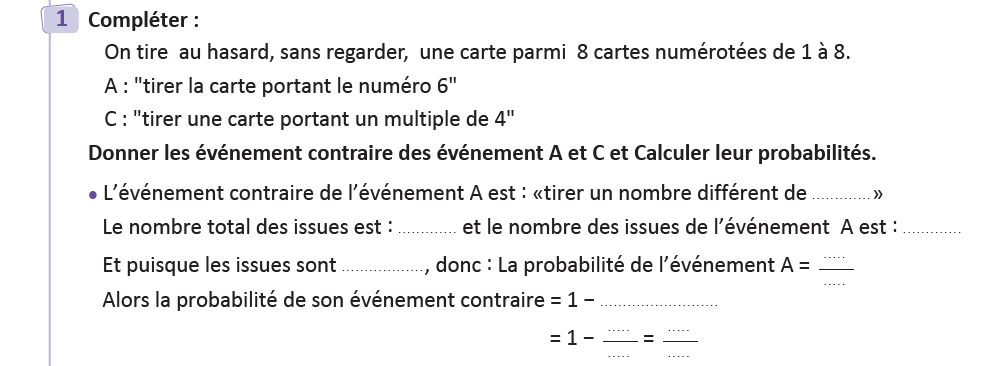 1 Compléter :
On tire au hasard, sans regarder, une carte parmi 8 cartes numérotées de 1 à 8.
A : "tirer la carte portant le numéro 6"
C : "tirer une carte portant un multiple de 4"
Donner les événement contraire des événement A et C et Calculer leur probabilités.
• L'événement contraire de l'événement A est : «tirer un nombre différent de ............. »
Le nombre total des issues est : ............. et le nombre des issues de l'événement A est : .............
Et puisque les issues sont .................. , donc : La probabilité de l'événement A = ..... / .....
Alors la probabilité de son événement contraire = 1 − ..........................
= 1 − ..... / ..... = ..... / .....